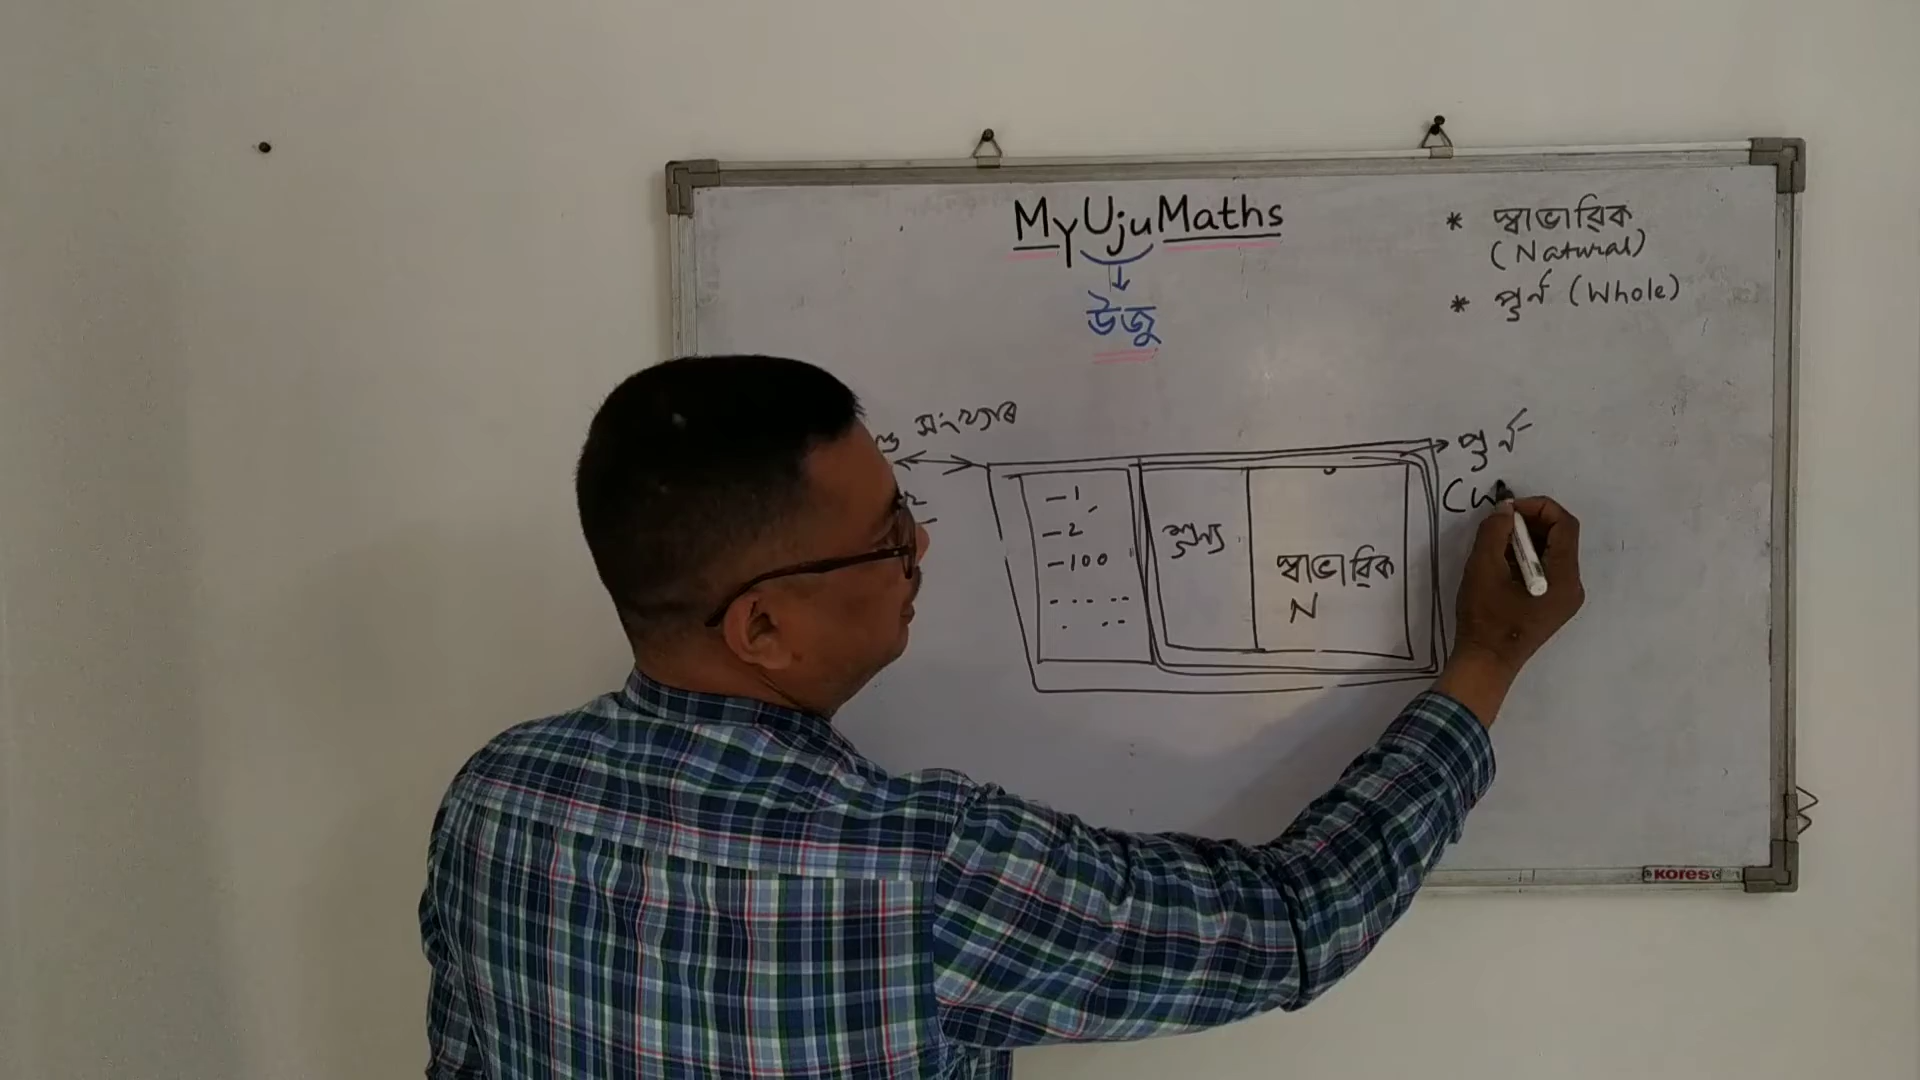 MyUjuMaths
উজু
* স্বাভাৱিক
(Natural)
* পূৰ্ন (Whole)
সংখ্যাৰ
পূৰ্ন
(W
-1
-2
-100
শূন্য
স্বাভাৱিক
N
kores